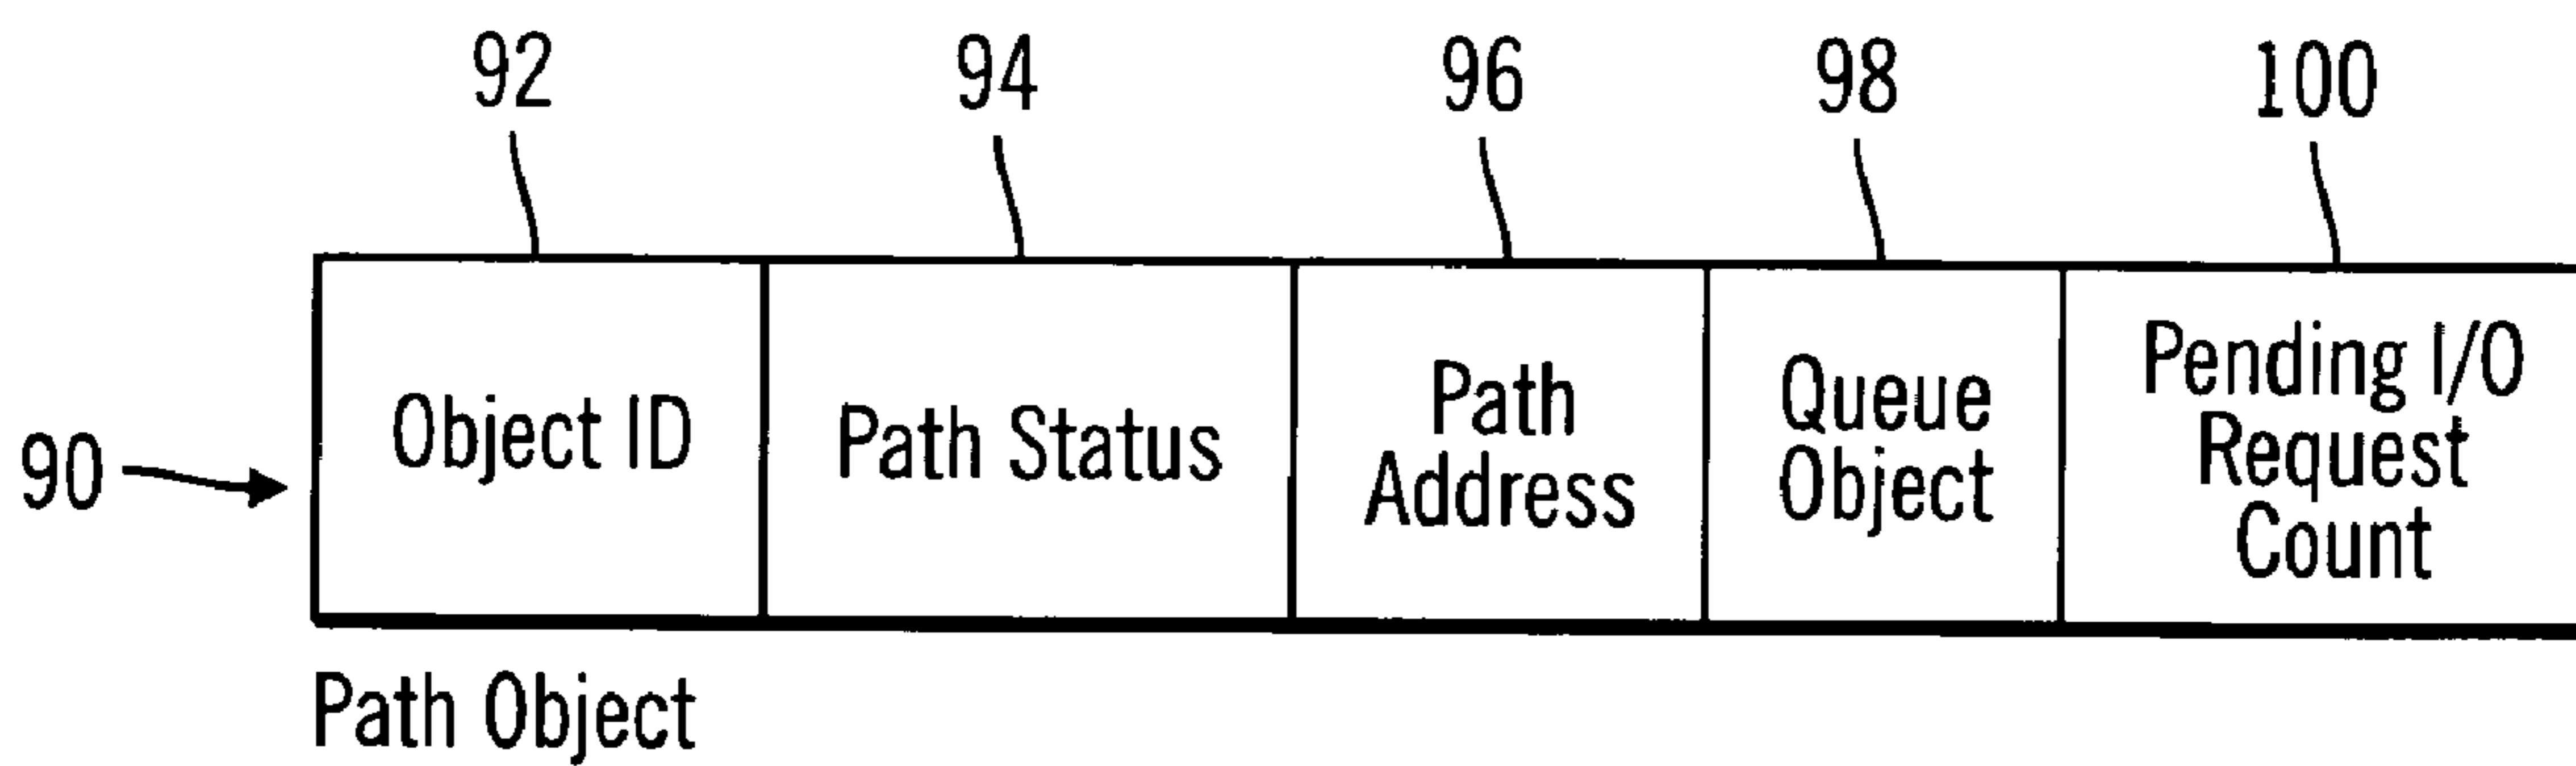 92 94 96 98 100
90
Object ID
Path Status
Path
Address
Queue
Object
Pending I/O
Request
Count
Path Object